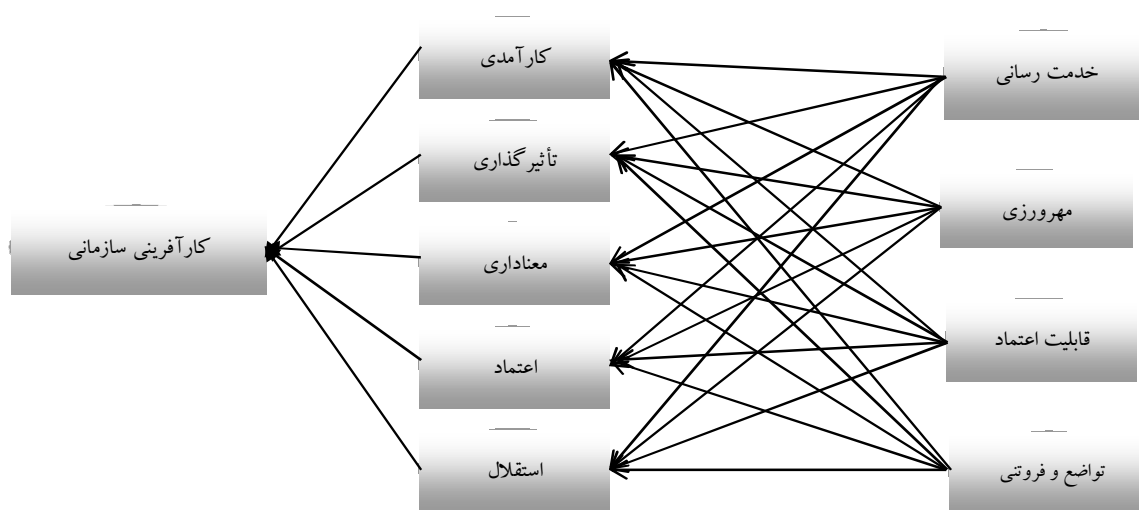 خدمت رسانی
مهرورزی
قابلیت اعتماد
تواضع و فروتنی
کارآمدی
تأثیرگذاری
معناداری
اعتماد
استقلال
کارآفرینی سازمانی